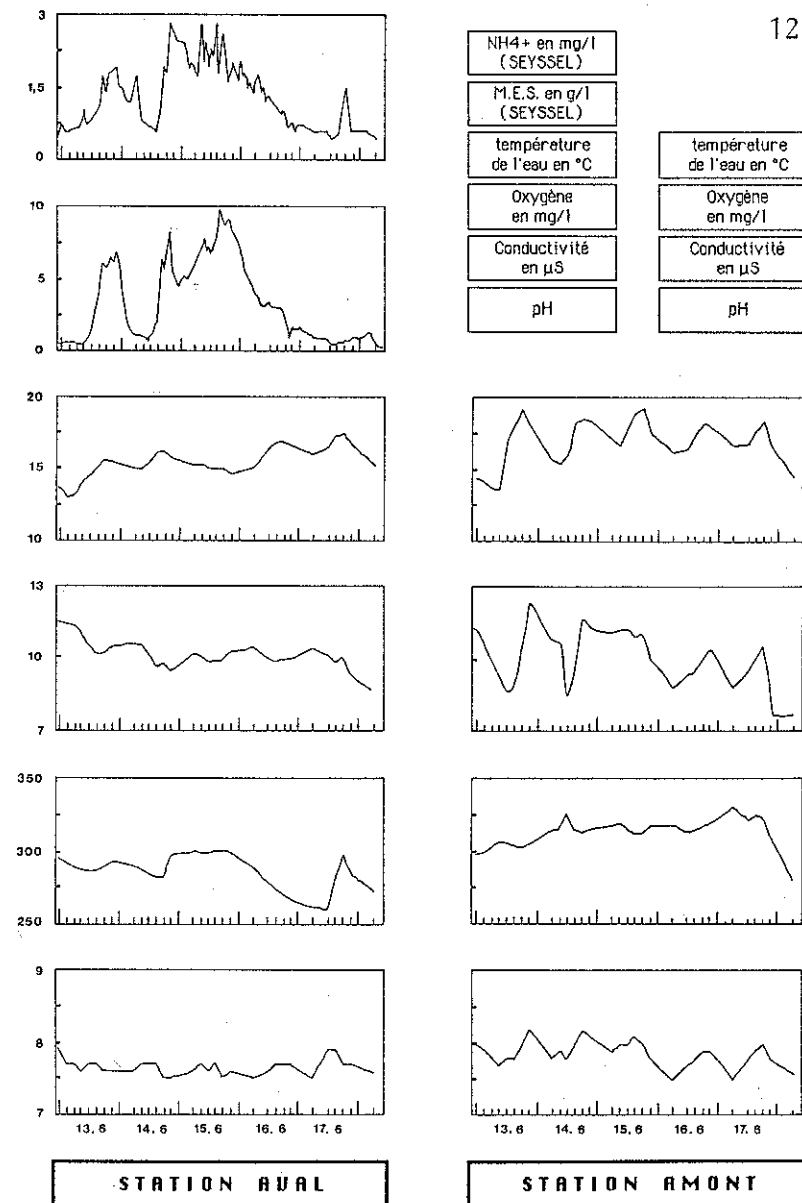 12
NH4+ en mg/l
(SEYSSEL)
M.E.S. en g/l
(SEYSSEL)
température
de l'eau en °C
température
de l'eau en °C
Oxygène
en mg/l
Oxygène
en mg/l
Conductivité
en µS
Conductivité
en µS
pH
pH
3
1,5
0
10
5
0
20
15
10
13
10
7
350
300
250
9
8
7
13.6 14.6 15.6 16.6 17.6
13.6 14.6 15.6 16.6 17.6
STATION AVAL
STATION AMONT